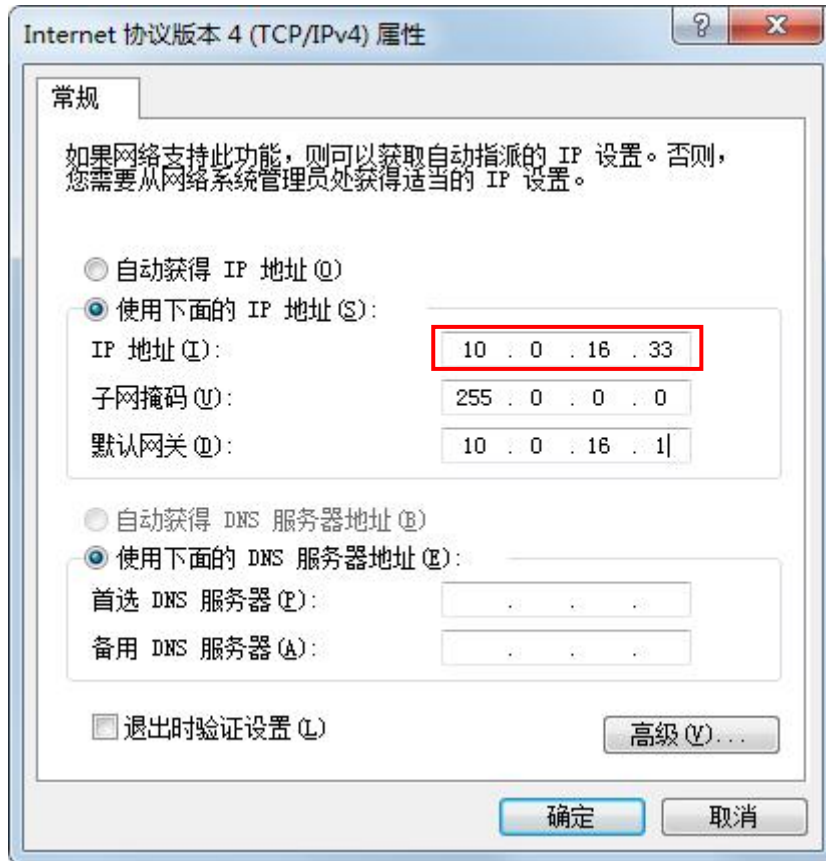 Internet 协议版本 4 (TCP/IPv4) 属性
常规
如果网络支持此功能，则可以获取自动指派的 IP 设置。否则，
您需要从网络系统管理员处获得适当的 IP 设置。
自动获得 IP 地址(O)
使用下面的 IP 地址(S):
IP 地址(I): 10 . 0 . 16 . 33
子网掩码(U): 255 . 0 . 0 . 0
默认网关(D): 10 . 0 . 16 . 1
自动获得 DNS 服务器地址(B)
使用下面的 DNS 服务器地址(E):
首选 DNS 服务器(P): . . .
备用 DNS 服务器(A): . . .
退出时验证设置(L)
高级(V)...
确定 取消